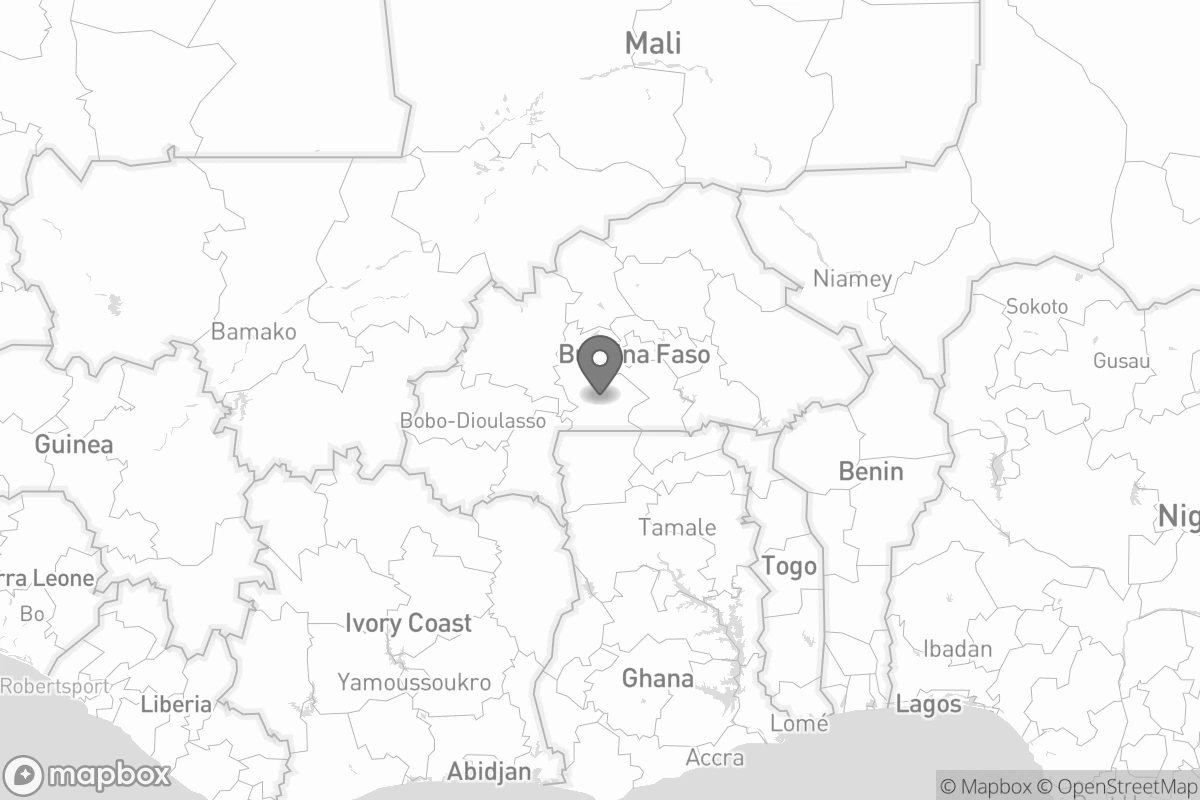 Mali
Niamey
Sokoto
Bamako
Bu na Faso
Gusau
Bobo-Dioulasso
Guinea
Benin
Nig
Tamale
Togo
rra Leone
Bo
Ivory Coast
Ibadan
Yamoussoukro
Ghana
Robertsport
Liberia
Lagos
Lomé
Accra
Abidjan
mapbox
© Mapbox © OpenStreetMap